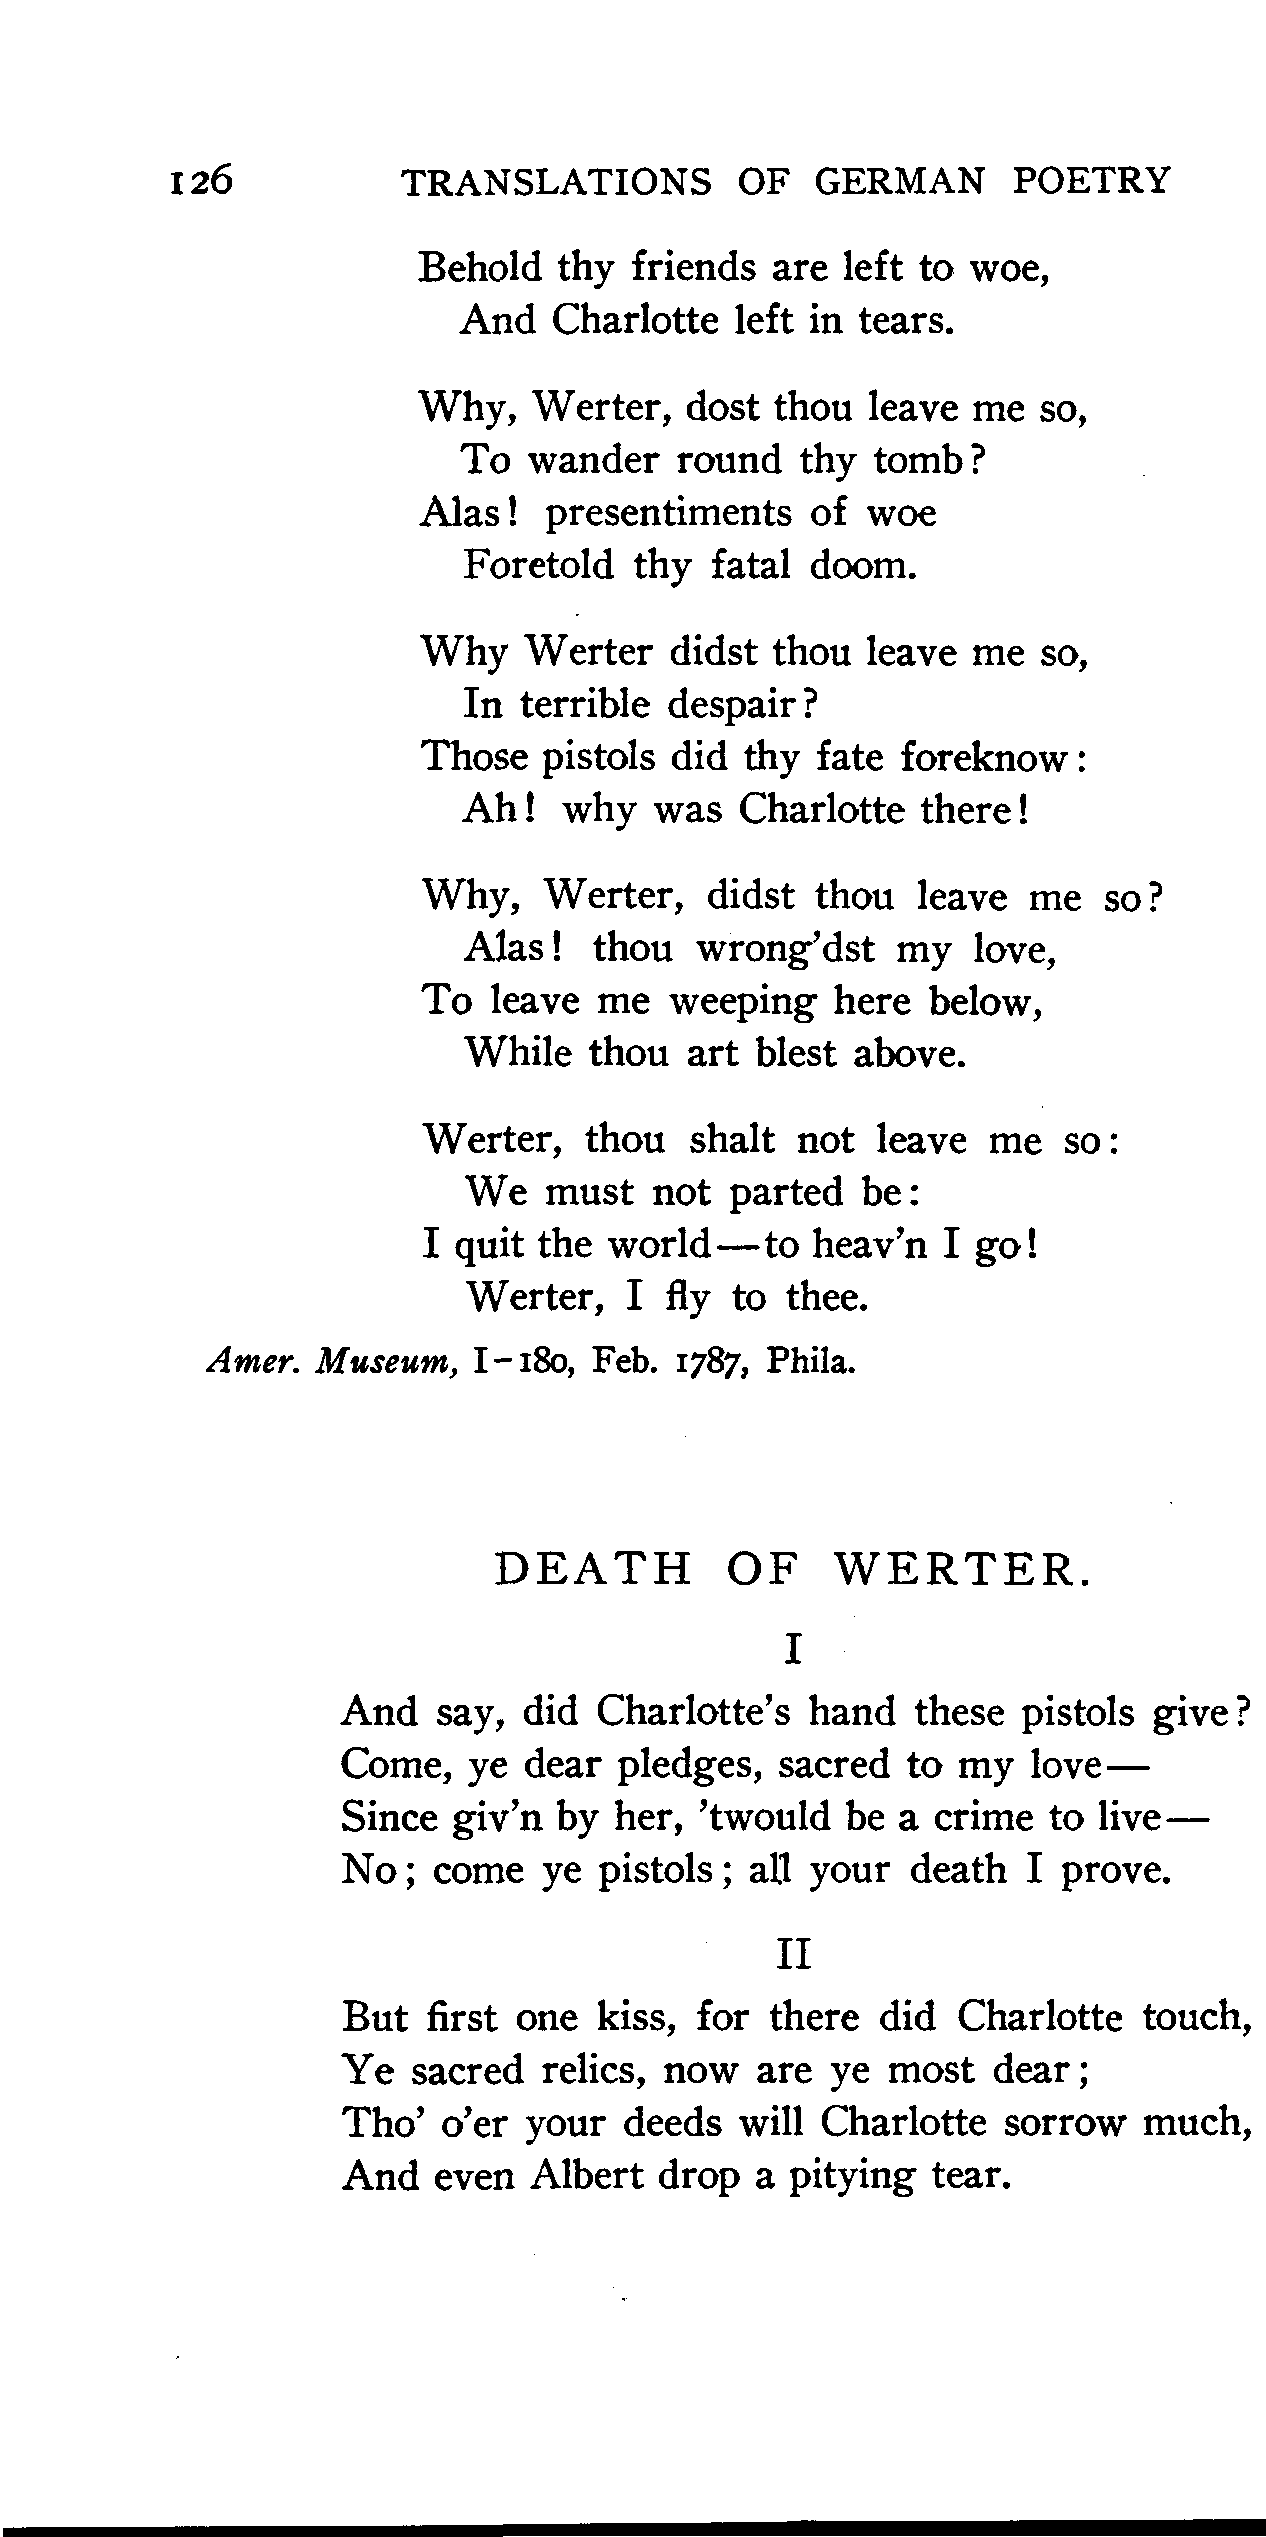 126 TRANSLATIONS OF GERMAN POETRY
Behold thy friends are left to woe,
And Charlotte left in tears.
Why, Werter, dost thou leave me so,
To wander round thy tomb?
Alas! presentiments of woe
Foretold thy fatal doom.
Why Werter didst thou leave me so,
In terrible despair?
Those pistols did thy fate foreknow:
Ah! why was Charlotte there!
Why, Werter, didst thou leave me so?
Alas! thou wrong'dst my love,
To leave me weeping here below,
While thou art blest above.
Werter, thou shalt not leave me so:
We must not parted be:
I quit the world—to heav'n I go!
Werter, I fly to thee.
Amer. Museum, I-180, Feb. 1787, Phila.
DEATH OF WERTER.
I
And say, did Charlotte's hand these pistols give?
Come, ye dear pledges, sacred to my love—
Since giv'n by her, 'twould be a crime to live—
No; come ye pistols; all your death I prove.
II
But first one kiss, for there did Charlotte touch,
Ye sacred relics, now are ye most dear;
Tho' o'er your deeds will Charlotte sorrow much,
And even Albert drop a pitying tear.